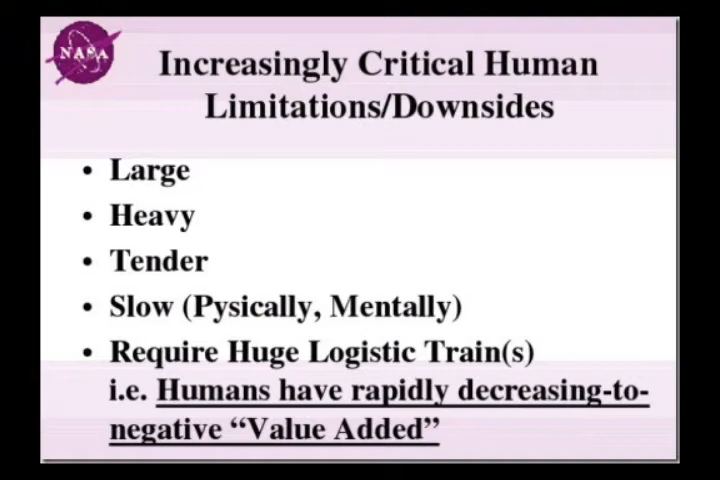 NASA
Increasingly Critical Human
Limitations/Downsides
• Large
• Heavy
• Tender
• Slow (Pysically, Mentally)
• Require Huge Logistic Train(s)
i.e. Humans have rapidly decreasing-to-
negative “Value Added”